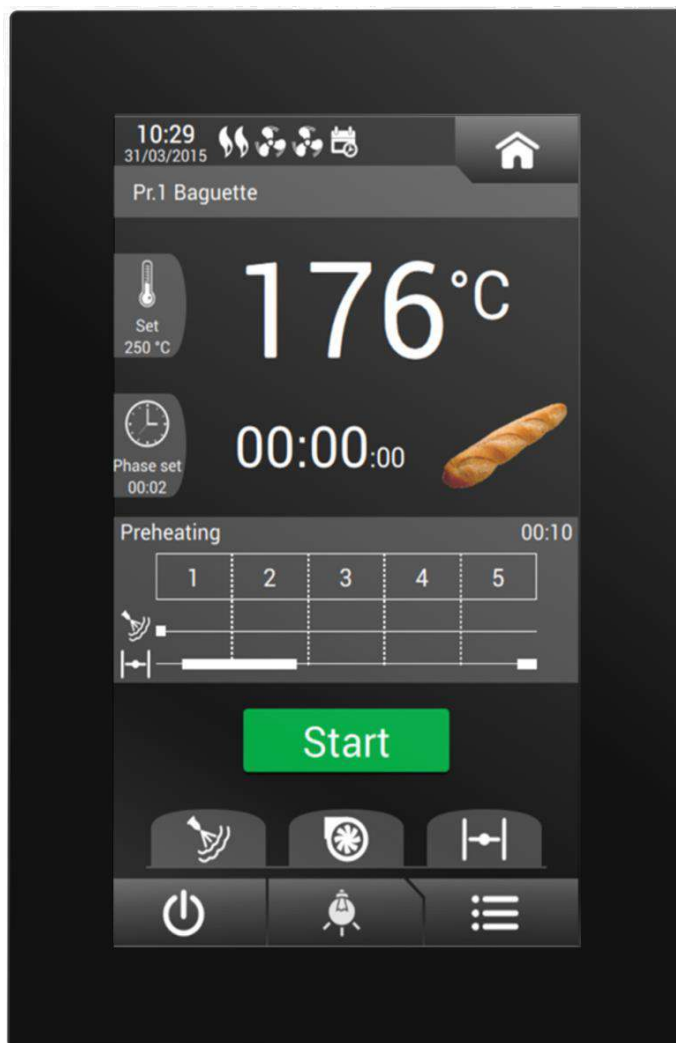 10:29
31/03/2015
Pr.1 Baguette
176°C
Set
250 °C
00:00:00
Phase set
00:02
Preheating 00:10
1 2 3 4 5
Start